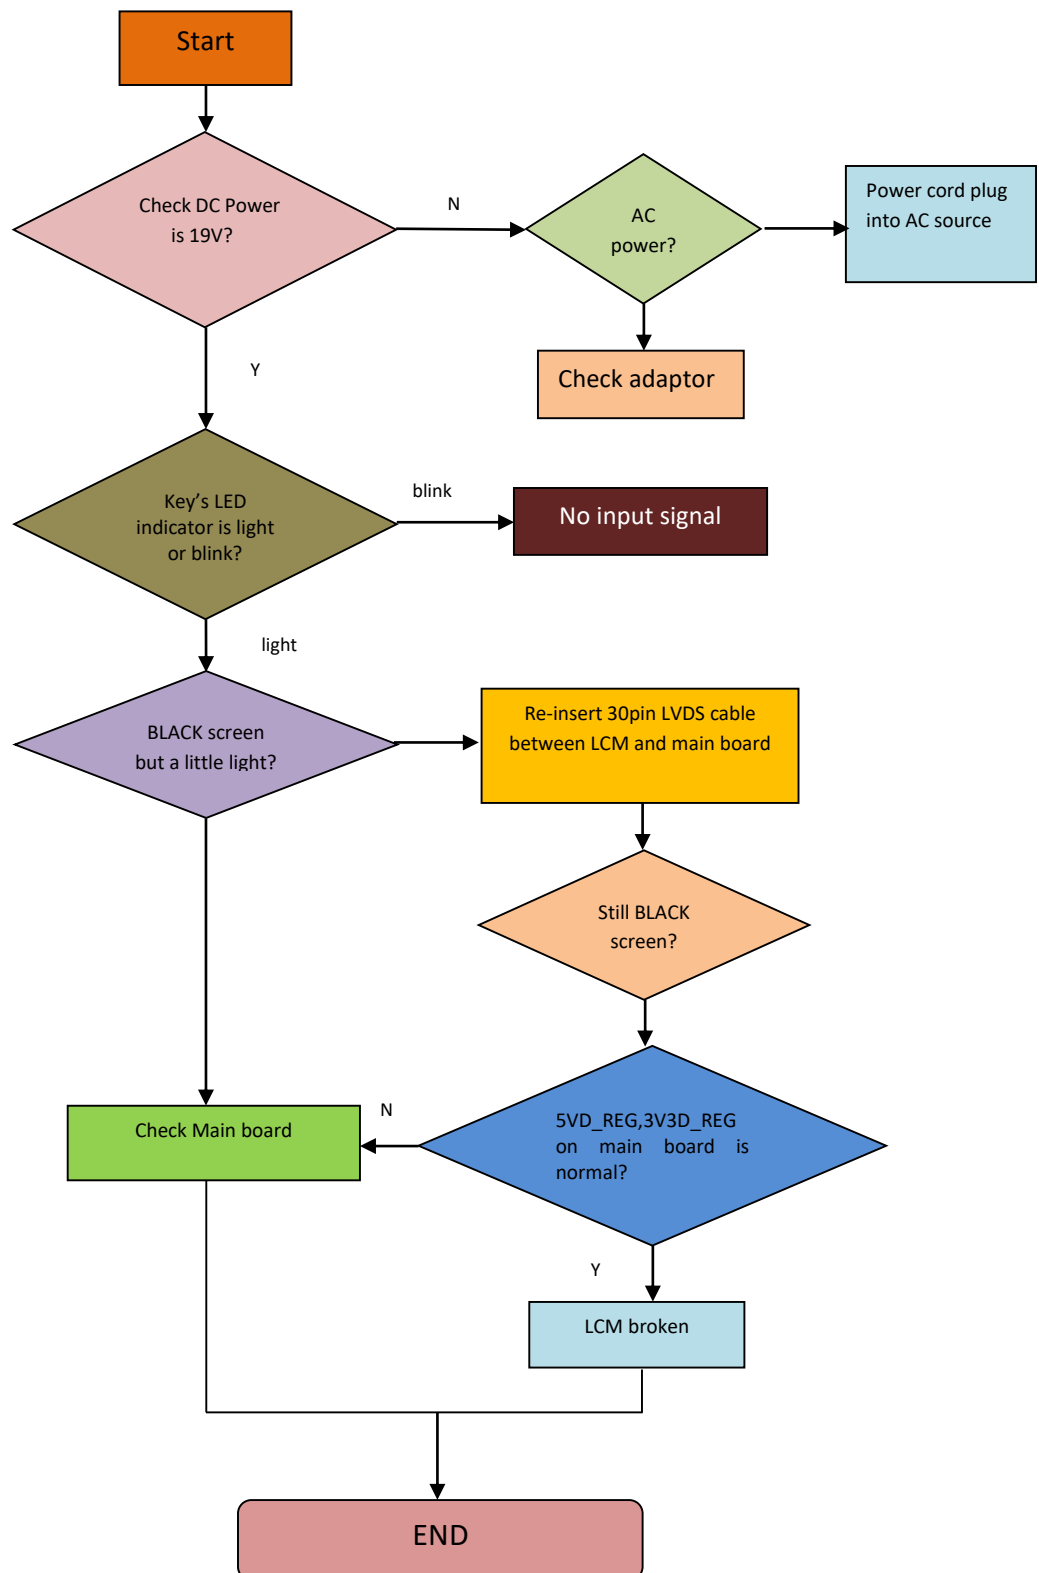 Start
Check DC Power
is 19V?
N
AC
power?
Power cord plug
into AC source
Y
Check adaptor
Key’s LED
indicator is light
or blink?
blink
No input signal
light
BLACK screen
but a little light?
Re-insert 30pin LVDS cable
between LCM and main board
Still BLACK
screen?
5VD_REG,3V3D_REG
on main board is
normal?
N
Check Main board
Y
LCM broken
END